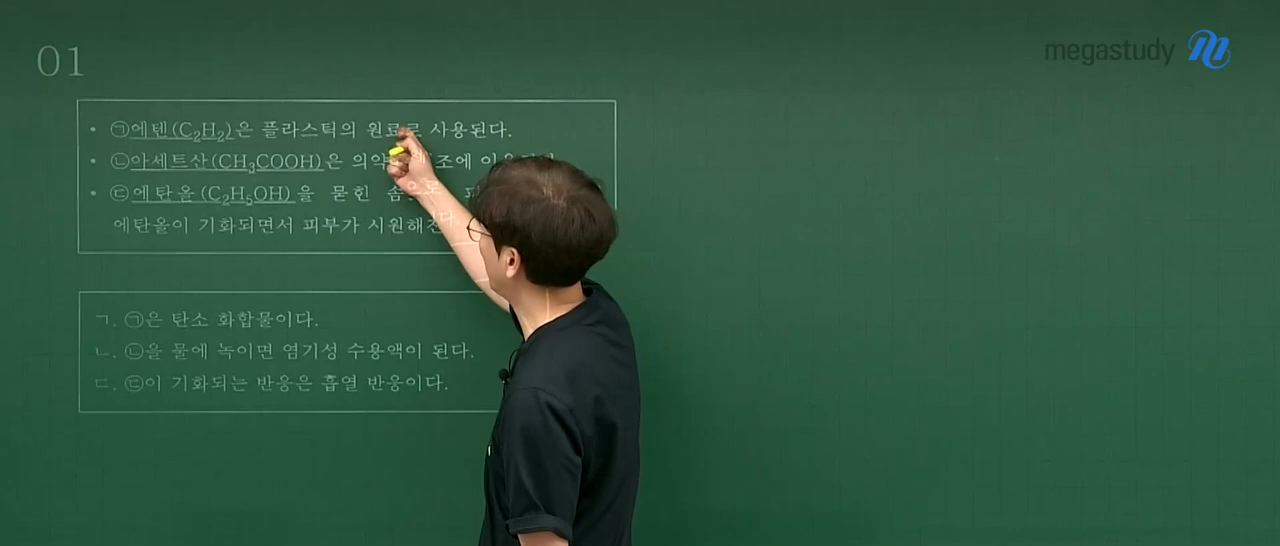 01
megastudy
• ㉠에텐(C₂H₂)은 플라스틱의 원료로 사용된다.
• ㉡아세트산(CH₃COOH)은 의약 조에
• ㉢에탄올(C₂H₅OH)을 묻힌 솜으로
에탄올이 기화되면서 피부가 시원해진다.
ㄱ. ㉠은 탄소 화합물이다.
ㄴ. ㉡을 물에 녹이면 염기성 수용액이 된다.
ㄷ. ㉢이 기화되는 반응은 흡열 반응이다.